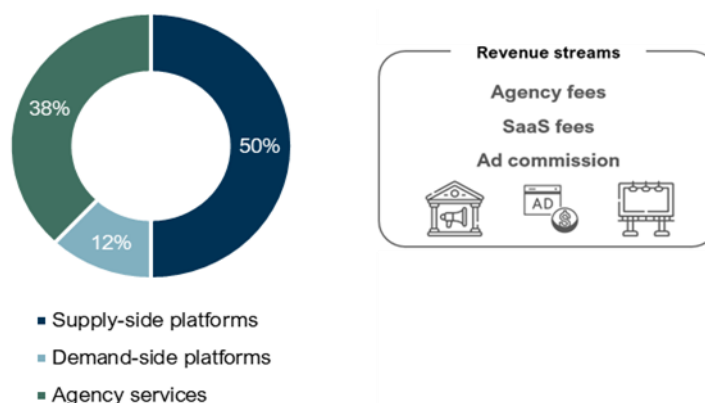 38%
50%
12%
Supply-side platforms
Demand-side platforms
Agency services
Revenue streams
Agency fees
SaaS fees
Ad commission
AD
$